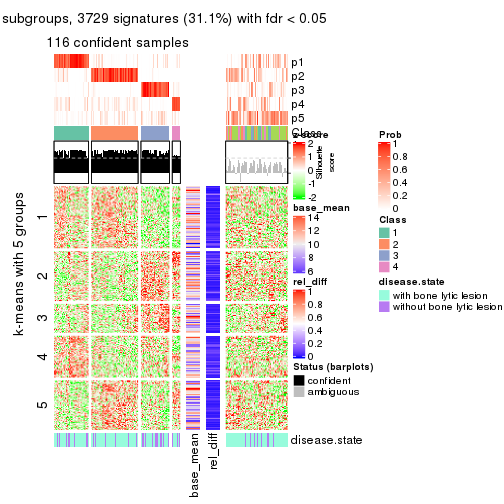 subgroups, 3729 signatures (31.1%) with fdr < 0.05
116 confident samples
p1
p2
p3
p4
p5
Class
z-score
2
1
0
-1
-2
Silhouette
score
base_mean
14
12
10
8
6
rel_diff
1
0.8
0.6
0.4
0.2
0
Status (barplots)
confident
ambiguous
Prob
1
0.8
0.6
0.4
0.2
0
Class
1
2
3
4
disease.state
with bone lytic lesion
without bone lytic lesion
k-means with 5 groups
1
2
3
4
5
disease.state
base_mean
rel_diff